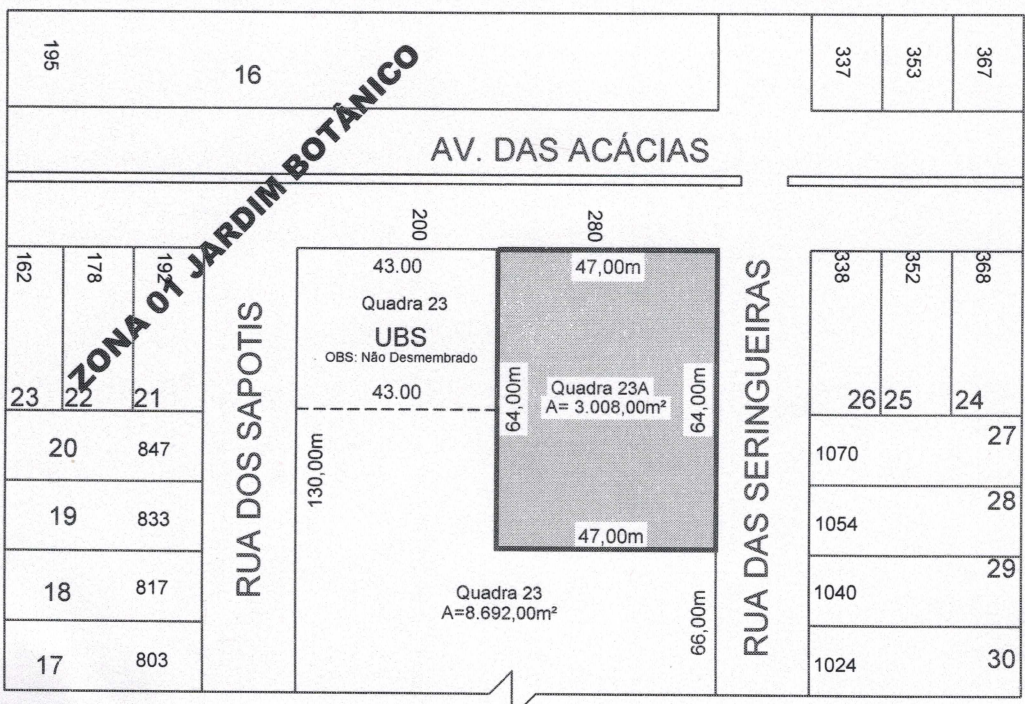 195
16
337
353
367
AV. DAS ACÁCIAS
ZONA 01 JARDIM BOTÂNICO
200
280
162
178
192
23
22
21
43.00
Quadra 23
UBS
OBS: Não Desmembrado
43.00
47,00m
64,00m
Quadra 23A
A= 3.008,00m²
64,00m
47,00m
338
352
368
26
25
24
RUA DOS SAPOTIS
RUA DAS SERINGUEIRAS
130,00m
20
847
19
833
18
817
17
803
Quadra 23
A=8.692,00m²
66,00m
1070
27
1054
28
1040
29
1024
30